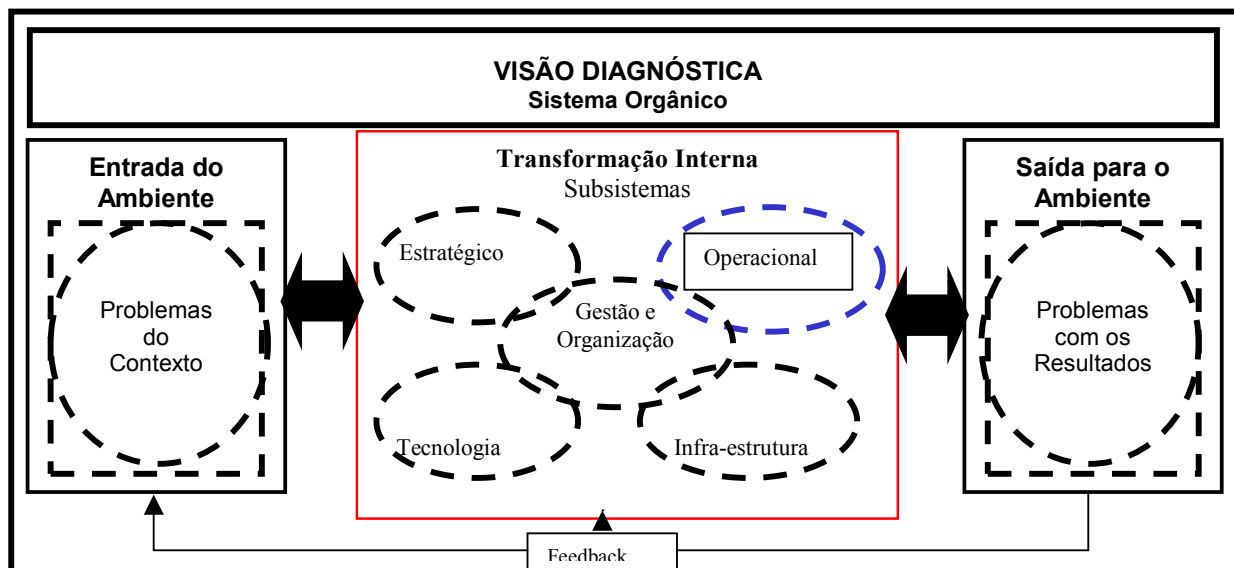 VISÃO DIAGNÓSTICA
Sistema Orgânico
Entrada do
Ambiente
Problemas
do
Contexto
Transformação Interna
Subsistemas
Estratégico
Operacional
Gestão e
Organização
Tecnologia
Infra-estrutura
Saída para o
Ambiente
Problemas
com os
Resultados
Feedback